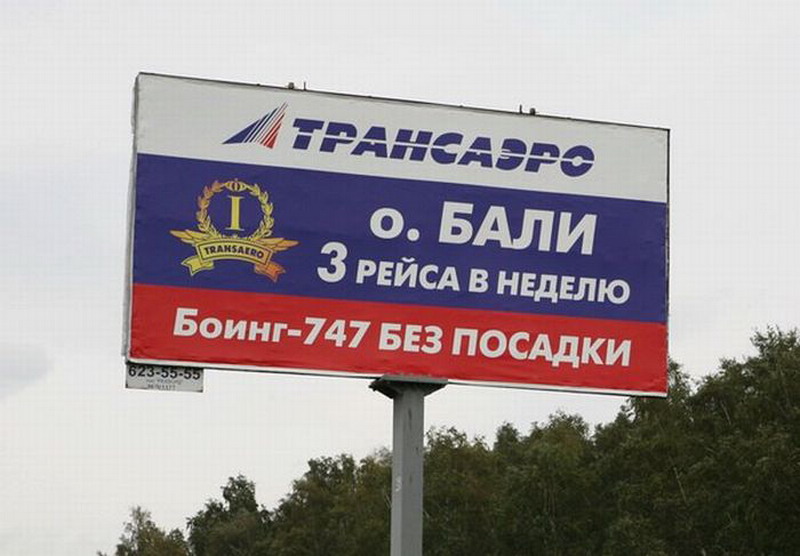 ТРАНСАЭРО
I
TRANSAERO
о. БАЛИ
3 РЕЙСА В НЕДЕЛЮ
Боинг-747 БЕЗ ПОСАДКИ
623-55-55